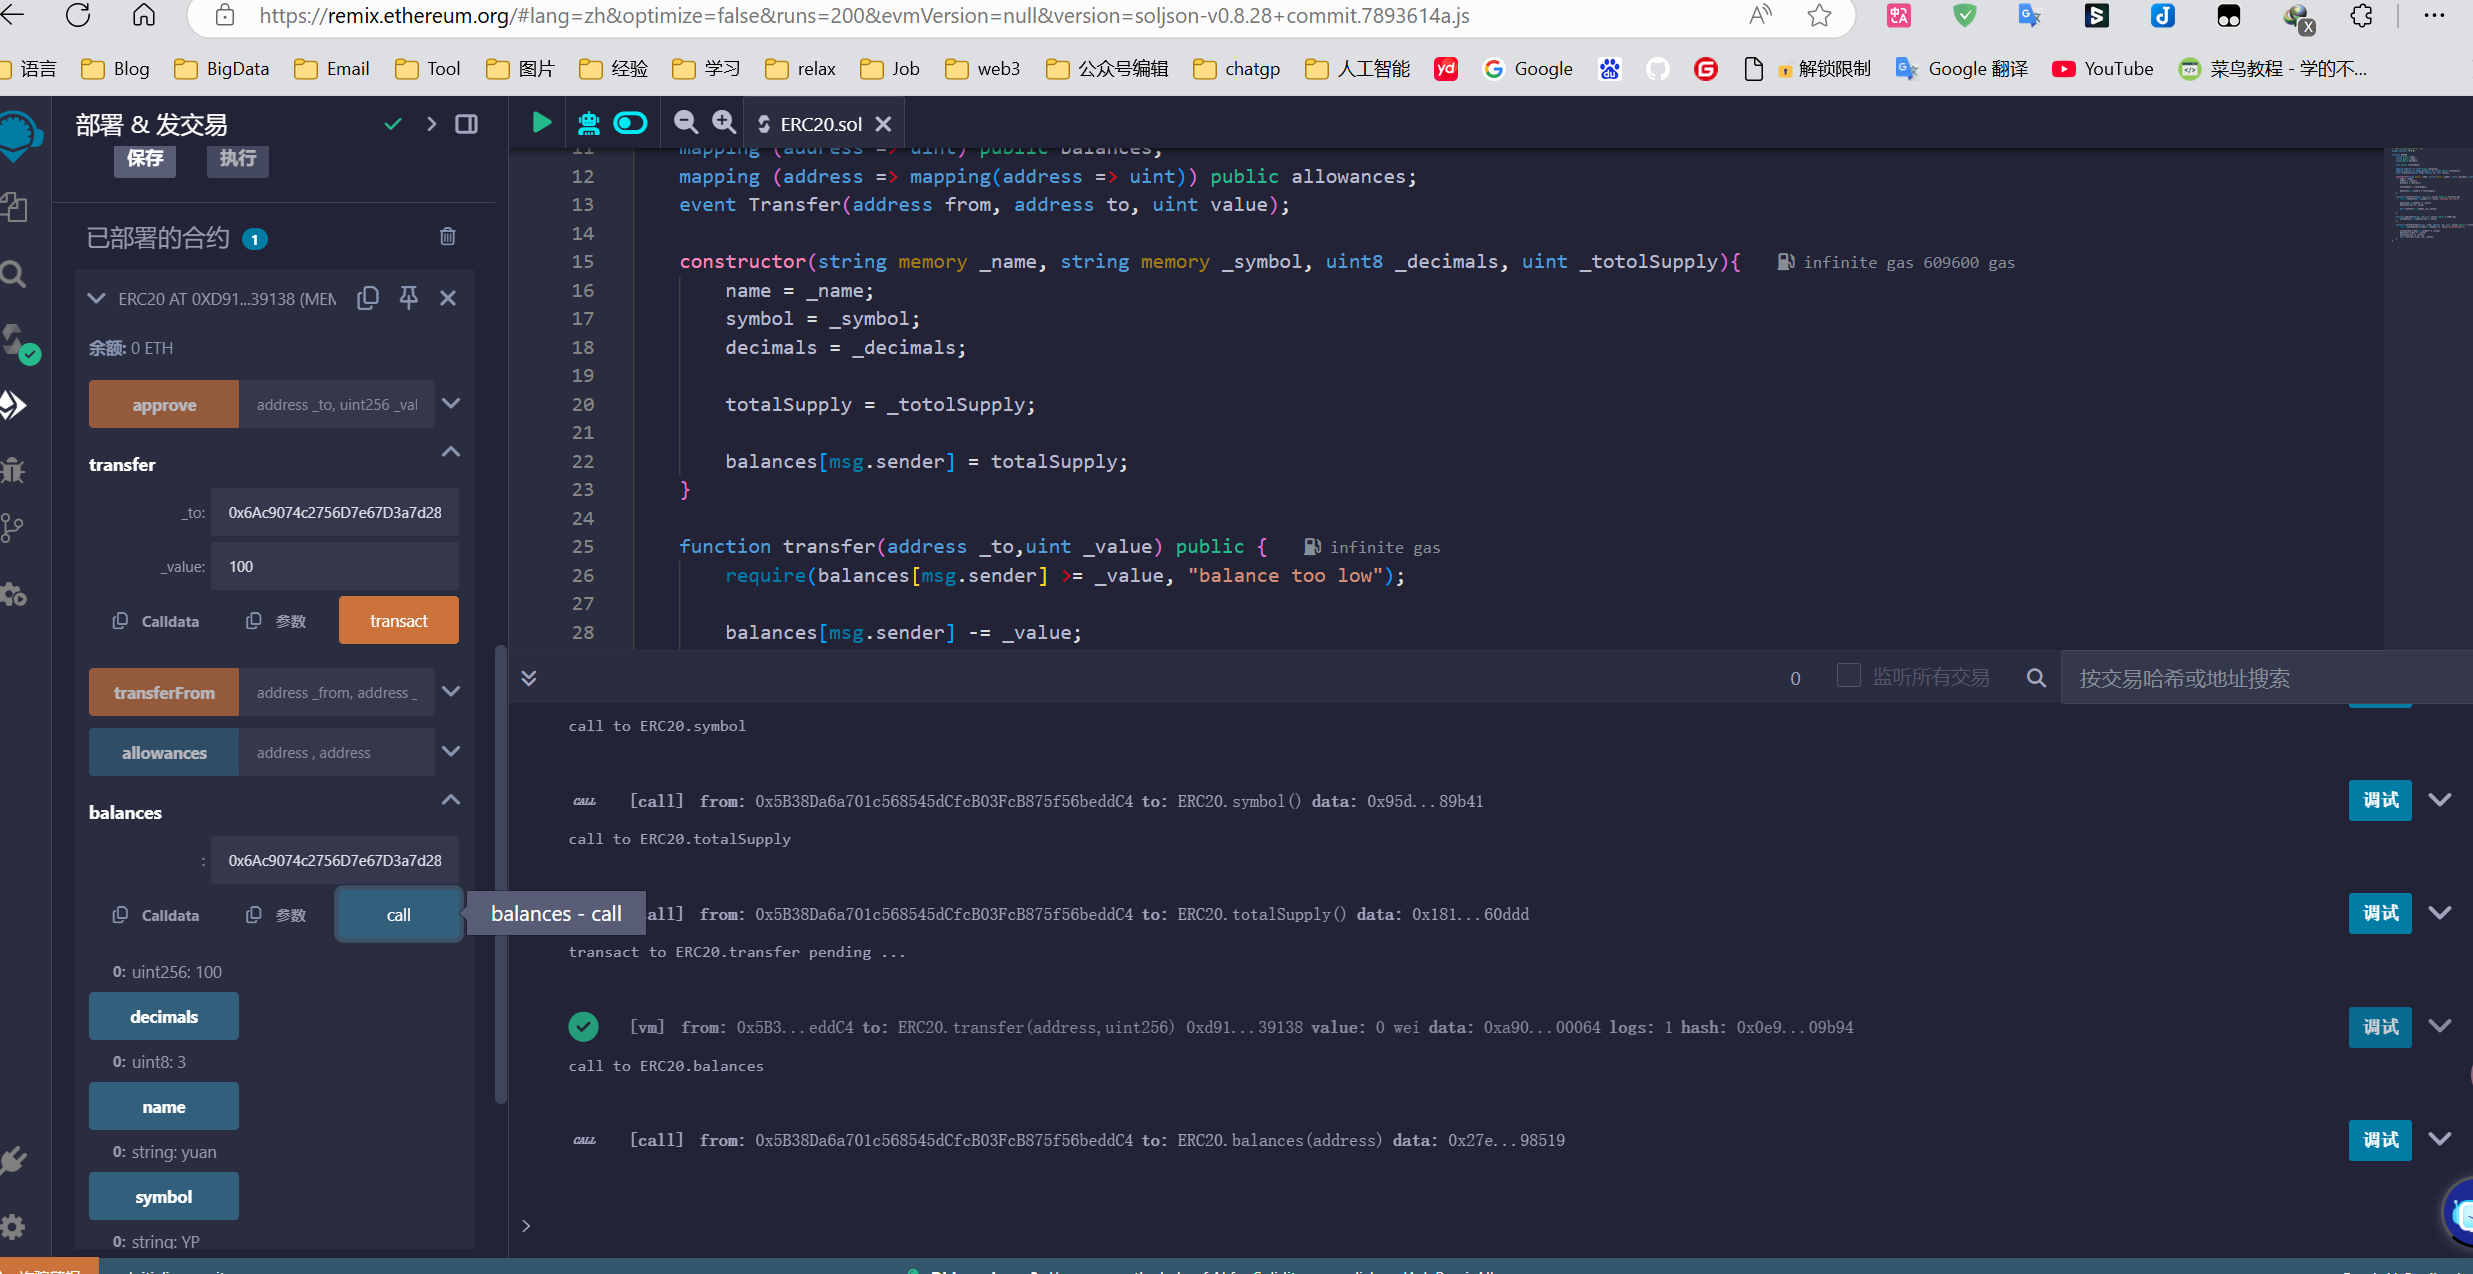 https://remix.ethereum.org/#lang=zh&optimize=false&runs=200&evmVersion=null&version=soljson-v0.8.28+commit.7893614a.js
语言 Blog BigData Email Tool 图片 经验 学习 relax Job web3 公众号编辑 chatgp 人工智能 yd Google 解锁限制 Google 翻译 YouTube 菜鸟教程 - 学的不...
部署 & 发交易
保存 执行
已部署的合约 1
ERC20 AT 0XD91...39138 (MEM
余额: 0 ETH
approve address _to, uint256 _val
transfer
_to: 0x6Ac9074c2756D7e67D3a7d28
_value: 100
Calldata 参数 transact
transferFrom address _from, address _
allowances address , address
balances
: 0x6Ac9074c2756D7e67D3a7d28
Calldata 参数 call
balances - call
0: uint256: 100
decimals
0: uint8: 3
name
0: string: yuan
symbol
0: string: YP
ERC20.sol
11 mapping (address => uint) public balances;
12 mapping (address => mapping(address => uint)) public allowances;
13 event Transfer(address from, address to, uint value);
14
15 constructor(string memory _name, string memory _symbol, uint8 _decimals, uint _totolSupply){ infinite gas 609600 gas
16 name = _name;
17 symbol = _symbol;
18 decimals = _decimals;
19
20 totalSupply = _totolSupply;
21
22 balances[msg.sender] = totalSupply;
23 }
24
25 function transfer(address _to,uint _value) public { infinite gas
26 require(balances[msg.sender] >= _value, "balance too low");
27
28 balances[msg.sender] -= _value;
0 监听所有交易 按交易哈希或地址搜索
call to ERC20.symbol
CALL [call] from: 0x5B38Da6a701c568545dCfcB03FcB875f56beddC4 to: ERC20.symbol() data: 0x95d...89b41 调试
call to ERC20.totalSupply
all] from: 0x5B38Da6a701c568545dCfcB03FcB875f56beddC4 to: ERC20.totalSupply() data: 0x181...60ddd 调试
transact to ERC20.transfer pending ...
[vm] from: 0x5B3...eddC4 to: ERC20.transfer(address,uint256) 0xd91...39138 value: 0 wei data: 0xa90...00064 logs: 1 hash: 0x0e9...09b94 调试
call to ERC20.balances
CALL [call] from: 0x5B38Da6a701c568545dCfcB03FcB875f56beddC4 to: ERC20.balances(address) data: 0x27e...98519 调试
>